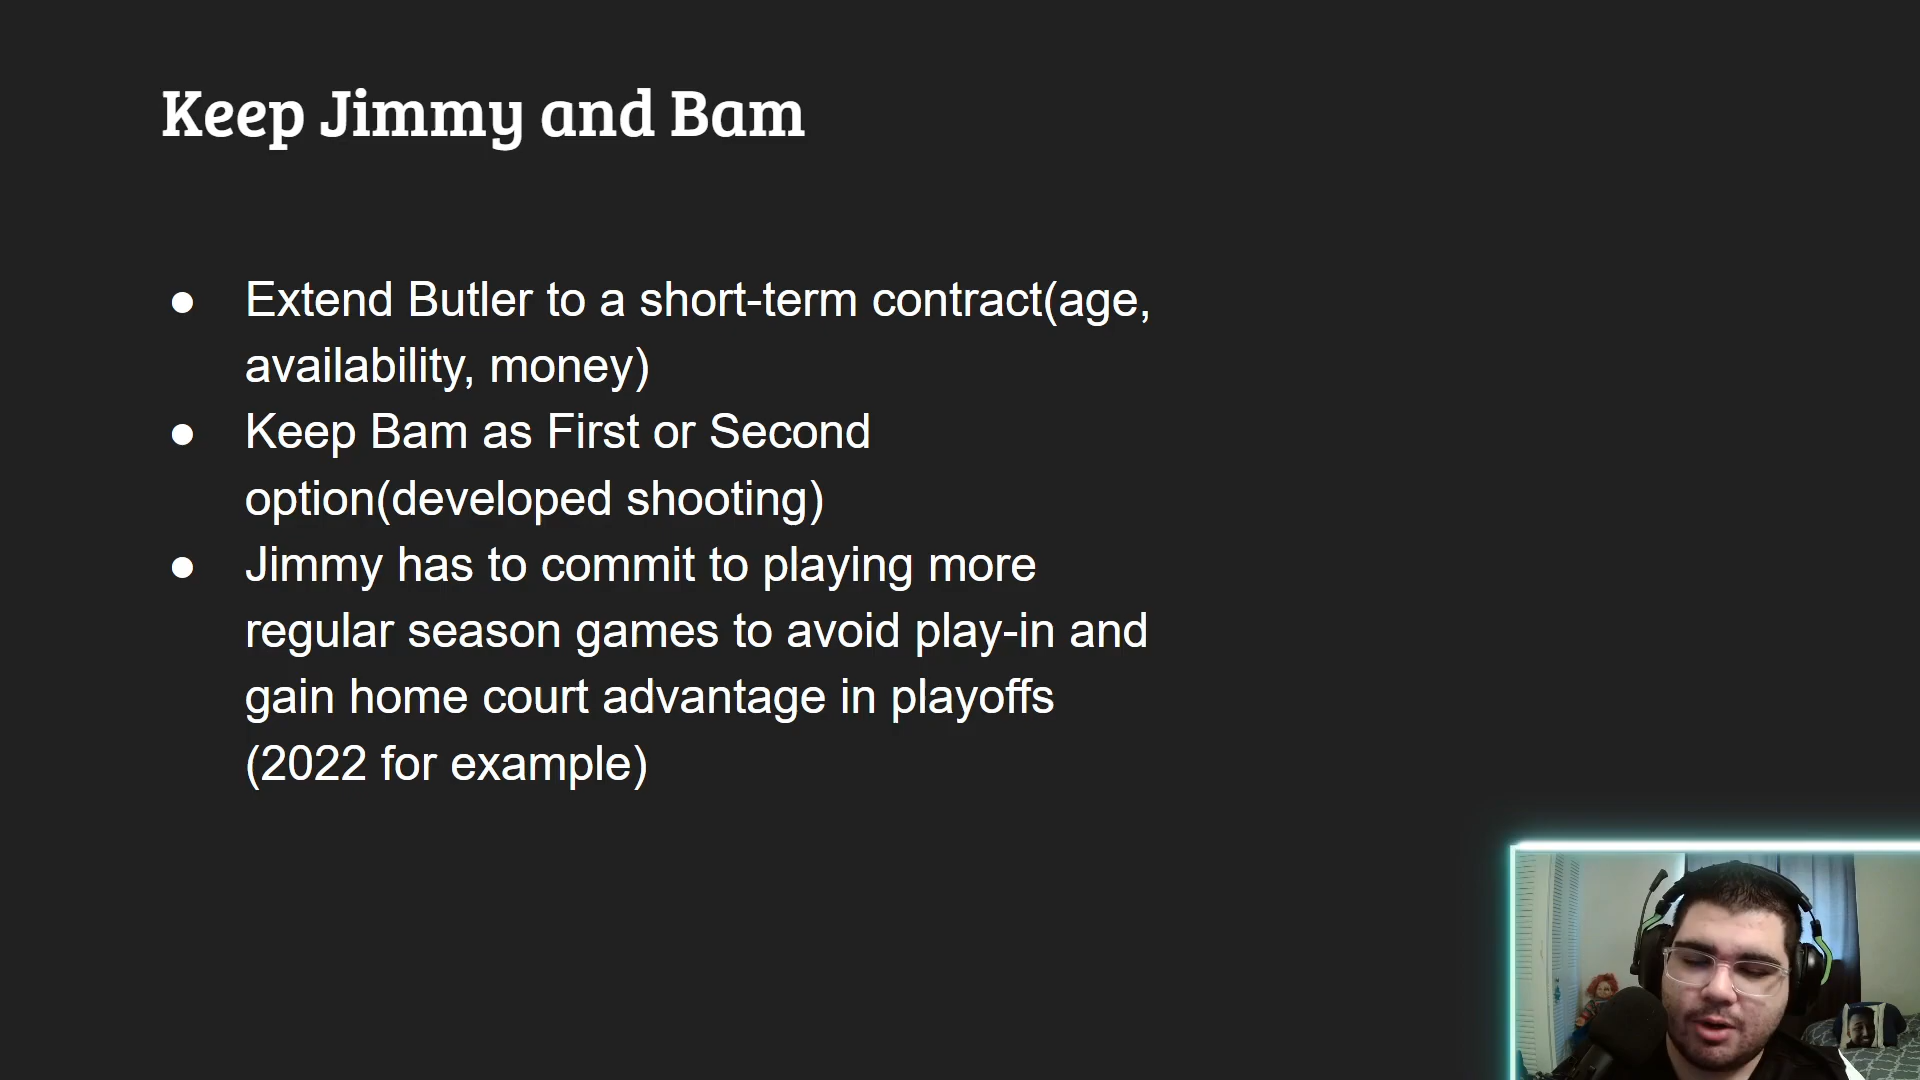 Keep Jimmy and Bam
● Extend Butler to a short-term contract(age,
availability, money)
● Keep Bam as First or Second
option(developed shooting)
● Jimmy has to commit to playing more
regular season games to avoid play-in and
gain home court advantage in playoffs
(2022 for example)